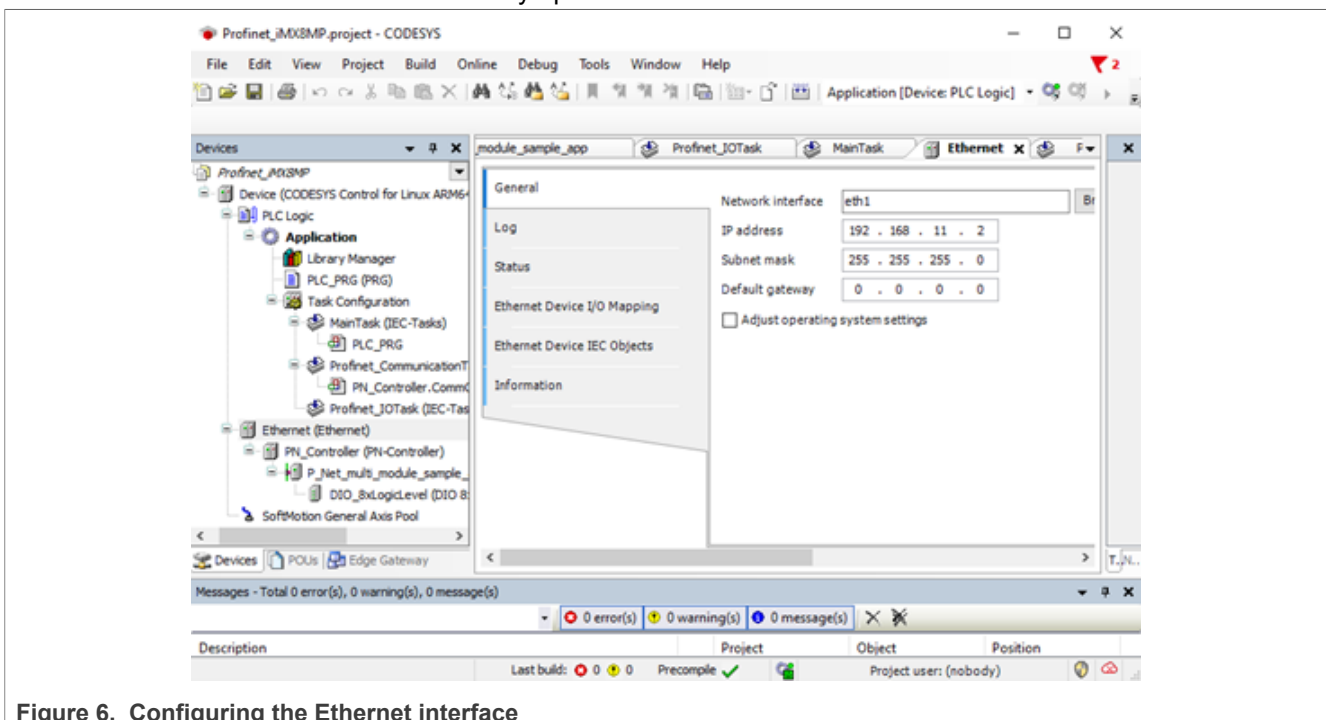 Profinet_iMX8MP.project - CODESYS
File Edit View Project Build Online Debug Tools Window Help
2
Application [Device: PLC Logic]
Devices
_module_sample_app Profinet_IOTask MainTask Ethernet
Profinet_iMX8MP
Device (CODESYS Control for Linux ARM64
PLC Logic
Application
Library Manager
PLC_PRG (PRG)
Task Configuration
MainTask (IEC-Tasks)
PLC_PRG
Profinet_CommunicationT
PN_Controller.Comm
Profinet_IOTask (IEC-Tas
Ethernet (Ethernet)
PN_Controller (PN-Controller)
P_Net_multi_module_sample_
DIO_8xLogicLevel (DIO 8
SoftMotion General Axis Pool
Devices POUs Edge Gateway
General
Log
Status
Ethernet Device I/O Mapping
Ethernet Device IEC Objects
Information
Network interface eth1 Br
IP address 192 . 168 . 11 . 2
Subnet mask 255 . 255 . 255 . 0
Default gateway 0 . 0 . 0 . 0
Adjust operating system settings
Messages - Total 0 error(s), 0 warning(s), 0 message(s)
0 error(s) 0 warning(s) 0 message(s)
Description Project Object Position
Last build: 0 0 Precompile Project user: (nobody)
Figure 6. Configuring the Ethernet interface